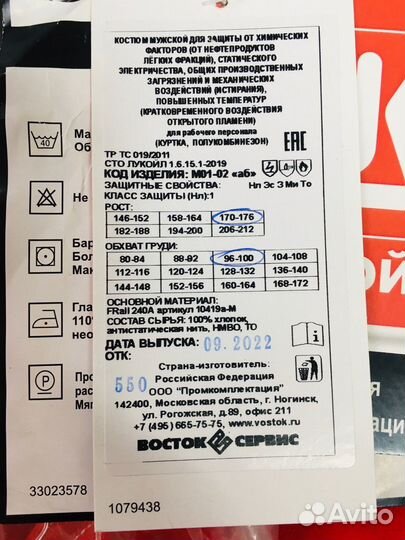 КОСТЮМ МУЖСКОЙ ДЛЯ ЗАЩИТЫ ОТ ХИМИЧЕСКИХ
ФАКТОРОВ (ОТ НЕФТЕПРОДУКТОВ
ЛЁГКИХ ФРАКЦИЙ), СТАТИЧЕСКОГО
ЭЛЕКТРИЧЕСТВА, ОБЩИХ ПРОИЗВОДСТВЕННЫХ
ЗАГРЯЗНЕНИЙ И МЕХАНИЧЕСКИХ
ВОЗДЕЙСТВИЙ (ИСТИРАНИЯ),
ПОВЫШЕННЫХ ТЕМПЕРАТУР
(КРАТКОВРЕМЕННОГО ВОЗДЕЙСТВИЯ
ОТКРЫТОГО ПЛАМЕНИ)
для рабочего персонала
(КУРТКА, ПОЛУКОМБИНЕЗОН)
EAC
ТР ТС 019/2011
СТО ЛУКОЙЛ 1.6.15.1-2019
КОД ИЗДЕЛИЯ: М01-02 «аб»
ЗАЩИТНЫЕ СВОЙСТВА: Нл Эс З Ми То
КЛАСС ЗАЩИТЫ (Нл):1
РОСТ:
146-152 158-164 170-176
182-188 194-200 206-212
ОБХВАТ ГРУДИ:
80-84 88-92 96-100 104-108
112-116 120-124 128-132 136-140
144-148 152-156 160-164 168-172
ОСНОВНОЙ МАТЕРИАЛ:
FRall 240А артикул 10419а-М
СОСТАВ СЫРЬЯ: 100% хлопок,
антистатическая нить, НМВО, ТО
ДАТА ВЫПУСКА: 09.2022
ОТК:
550
Страна-изготовитель:
Российская Федерация
ООО "Промкомплектация"
142400, Московская область, г. Ногинск,
ул. Рогожская, д.89, офис 211
+7 (495) 665-75-75, www.vostok.ru
ВОСТОК СЕРВИС
1079438
40
Не
110°
P
33023578
Avito